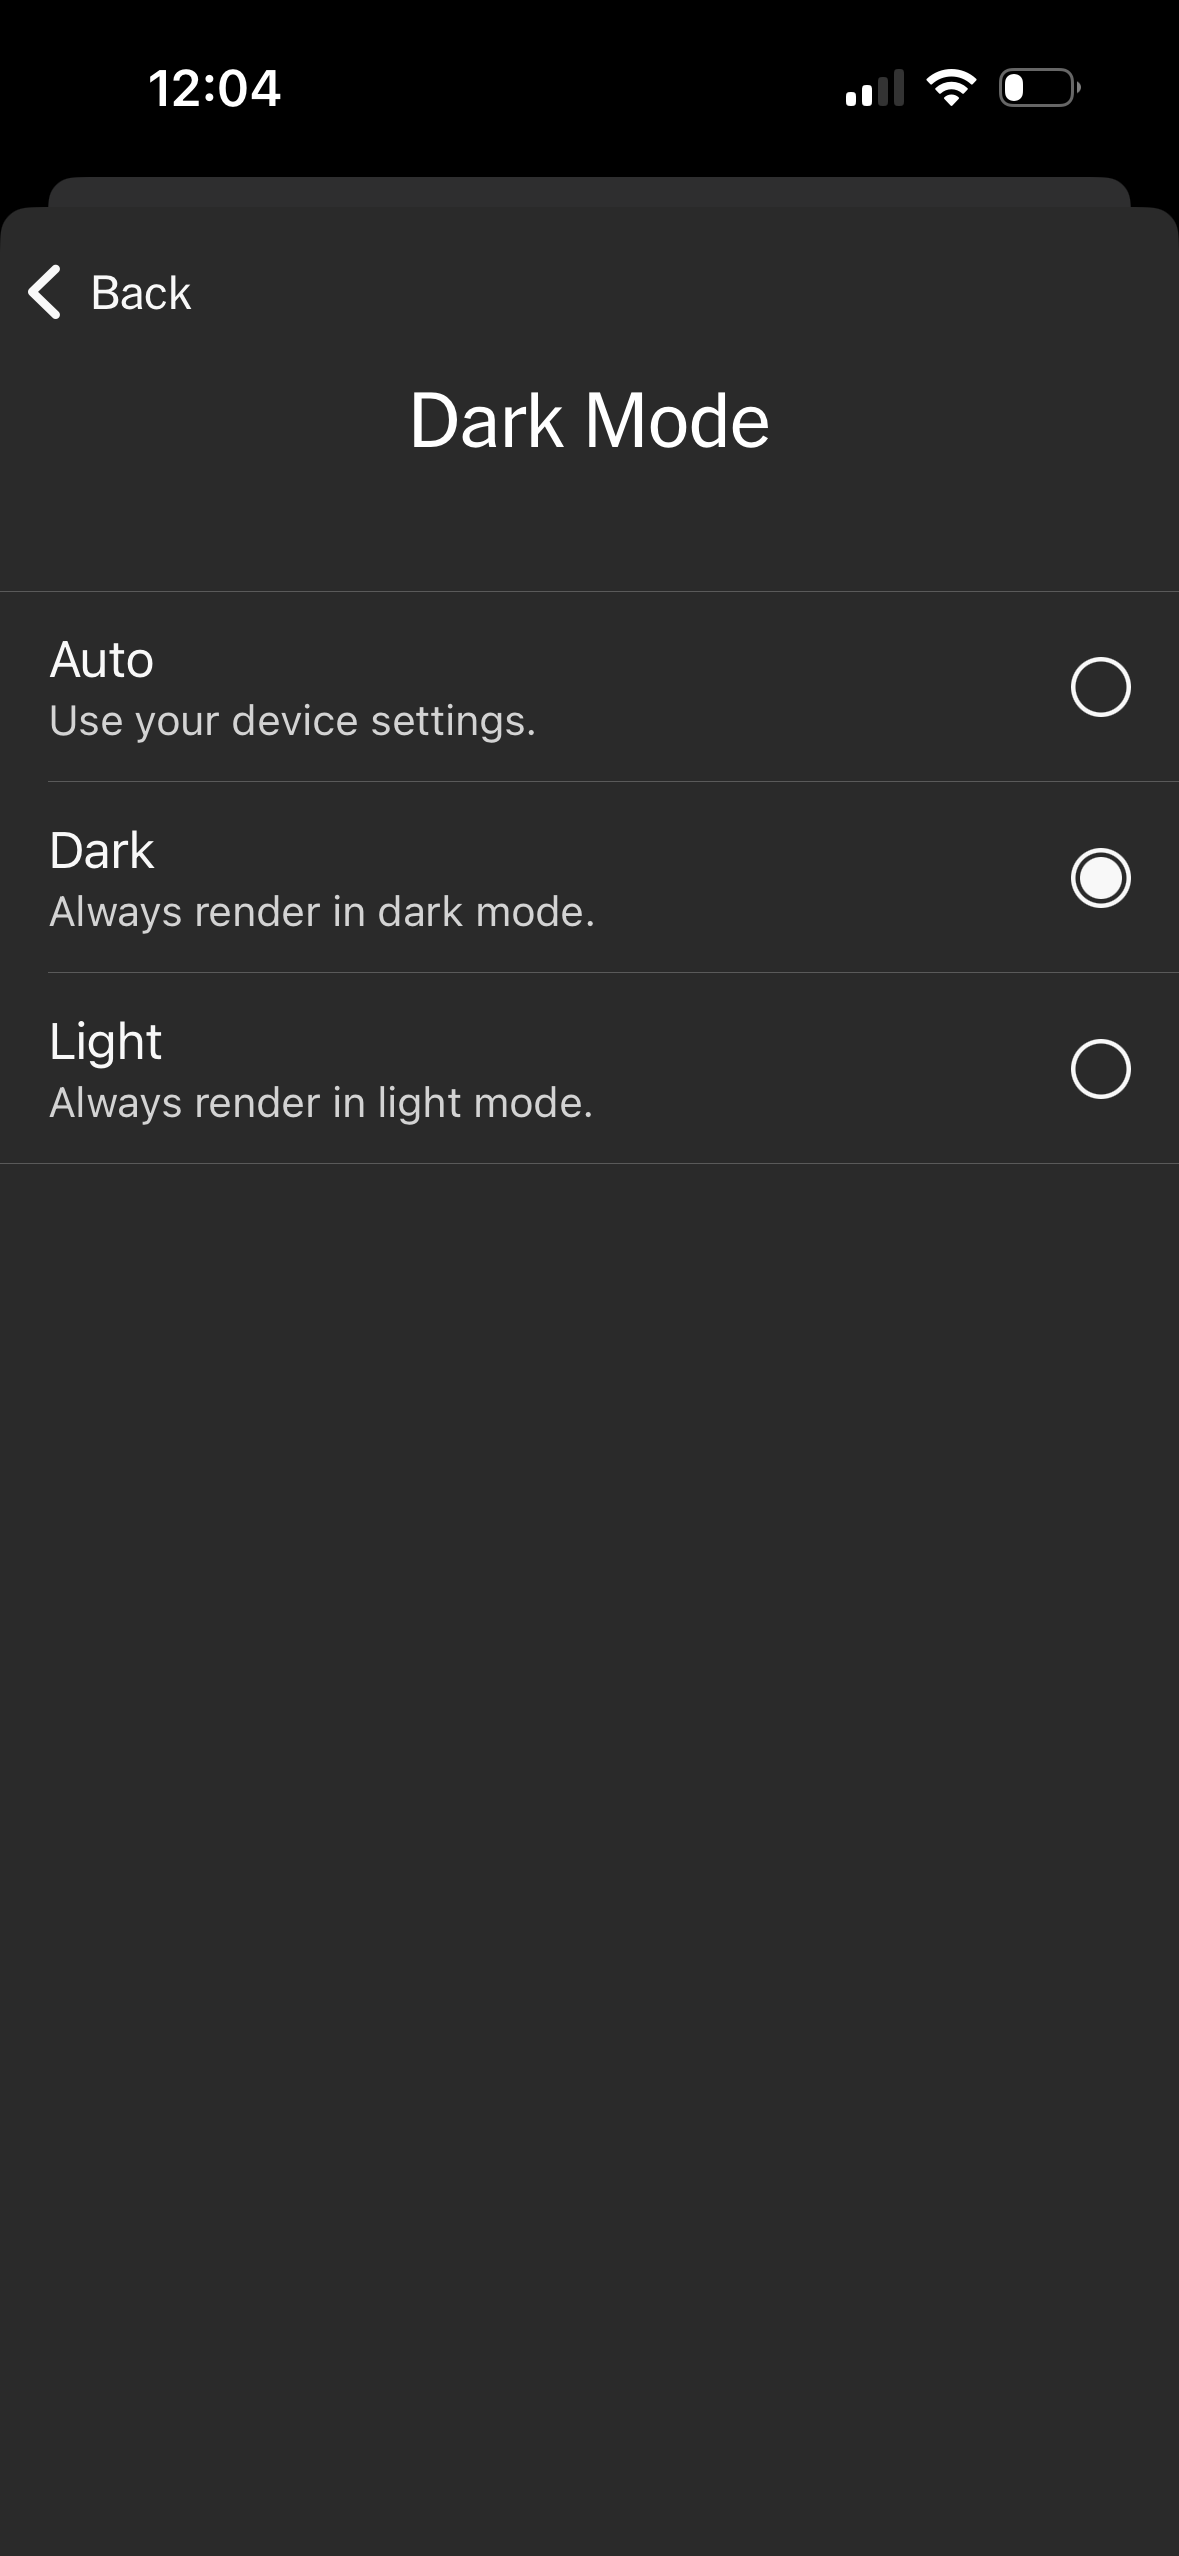 12:04
Back
Dark Mode
Auto
Use your device settings.
Dark
Always render in dark mode.
Light
Always render in light mode.